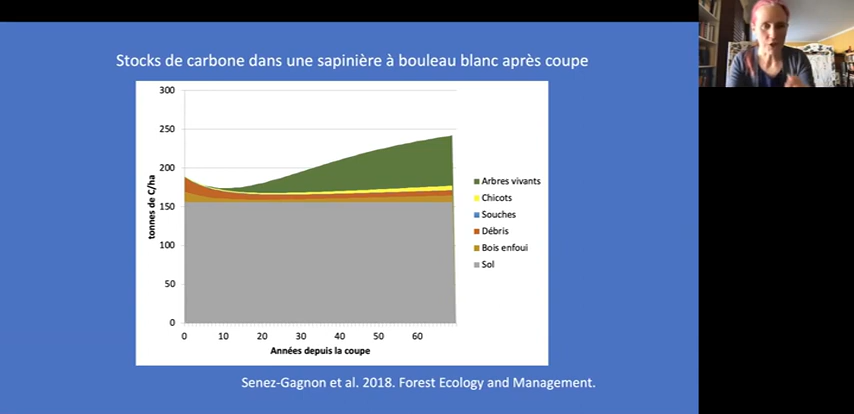 Stocks de carbone dans une sapinière à bouleau blanc après coupe
300
250
200
150
100
50
0
tonnes de C/ha
0 10 20 30 40 50 60
Années depuis la coupe
Arbres vivants
Chicots
Souches
Débris
Bois enfoui
Sol
Senez-Gagnon et al. 2018. Forest Ecology and Management.